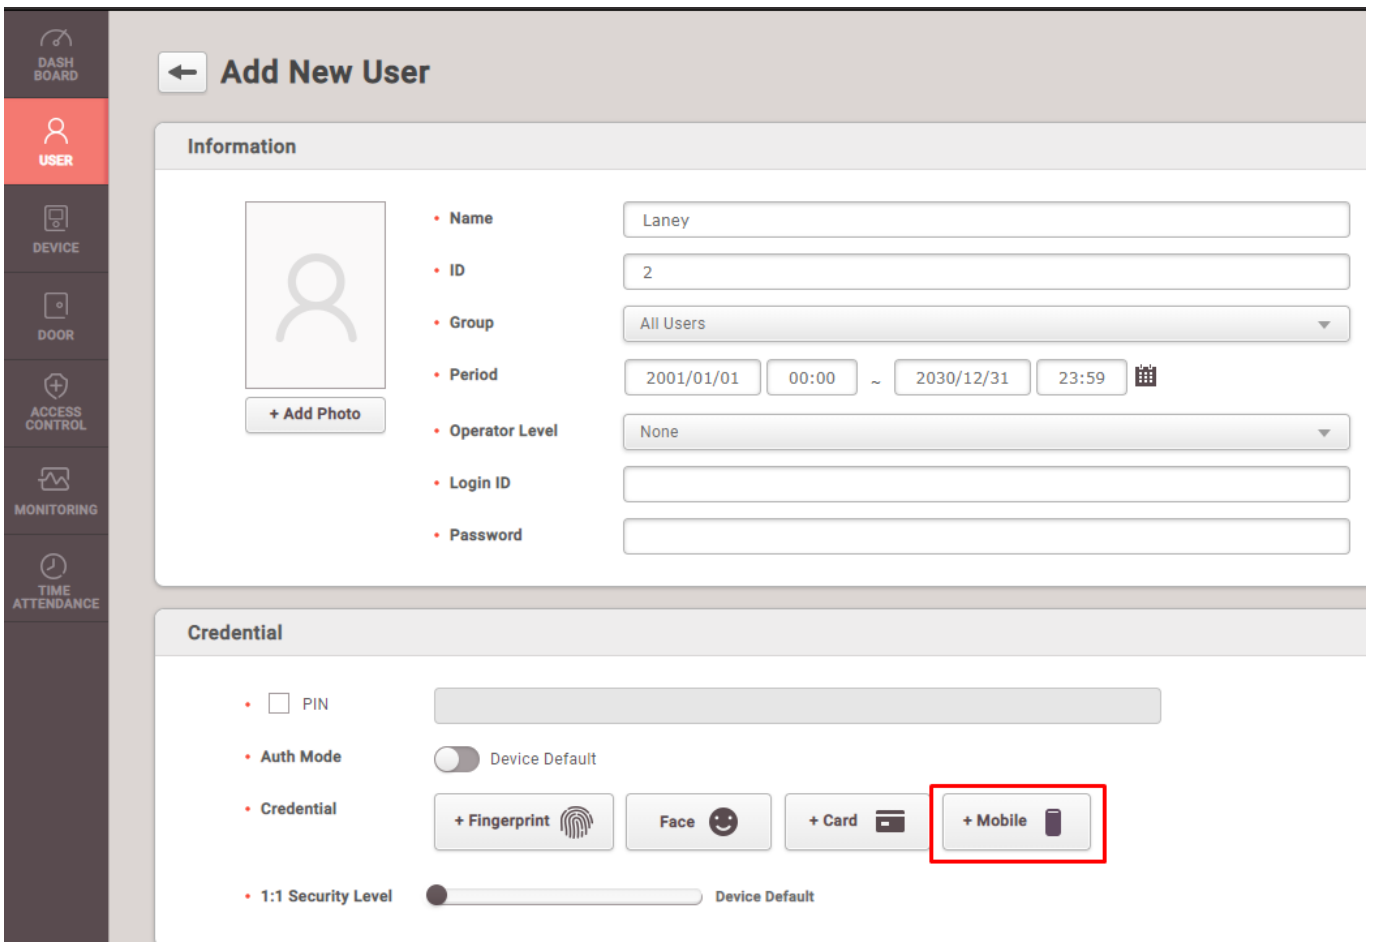 DASH
BOARD
USER
DEVICE
DOOR
ACCESS
CONTROL
MONITORING
TIME
ATTENDANCE
Add New User
Information
+ Add Photo
Name
Laney
ID
2
Group
All Users
Period
2001/01/01 00:00 ~ 2030/12/31 23:59
Operator Level
None
Login ID
Password
Credential
PIN
Auth Mode
Device Default
Credential
+ Fingerprint
Face
+ Card
+ Mobile
1:1 Security Level
Device Default